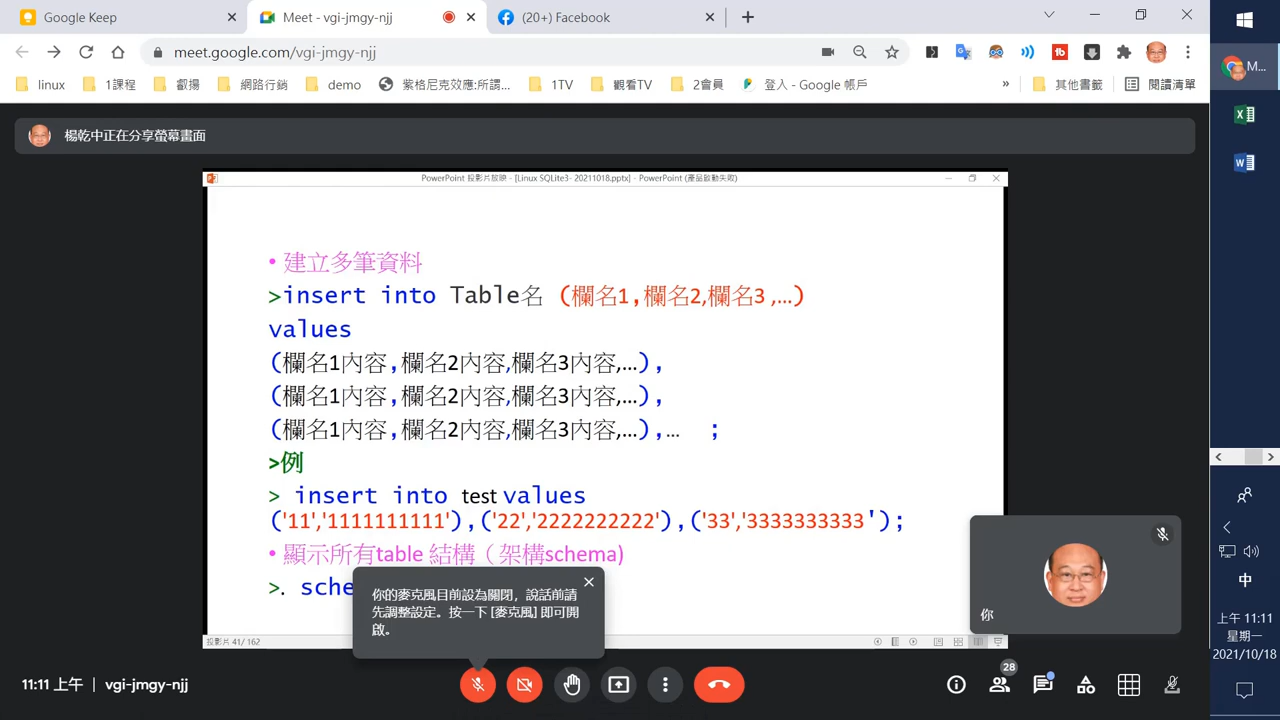 Google Keep
Meet - vgi-jmgy-njj
(20+) Facebook
meet.google.com/vgi-jmgy-njj
linux
1課程
叡揚
網路行銷
demo
紫格尼克效應:所謂...
1TV
觀看TV
2會員
登入 - Google 帳戶
»
其他書籤
閱讀清單
M...
楊乾中正在分享螢幕畫面
PowerPoint 投影片放映 - [Linux SQLite3- 20211018.pptx] - PowerPoint (產品啟動失敗)
• 建立多筆資料
>insert into Table名 (欄名1,欄名2,欄名3 ,...)
values
(欄名1內容,欄名2內容,欄名3內容,...),
(欄名1內容,欄名2內容,欄名3內容,...),
(欄名1內容,欄名2內容,欄名3內容,...),... ;
>例
> insert into test values
('11','1111111111'),('22','2222222222'),('33','3333333333');
• 顯示所有table 結構（架構schema)
>. sche
投影片 41/ 162
你的麥克風目前設為關閉，說話前請
先調整設定。按一下 [麥克風] 即可開
啟。
你
11:11 上午 | vgi-jmgy-njj
28
中
上午 11:11
星期一
2021/10/18